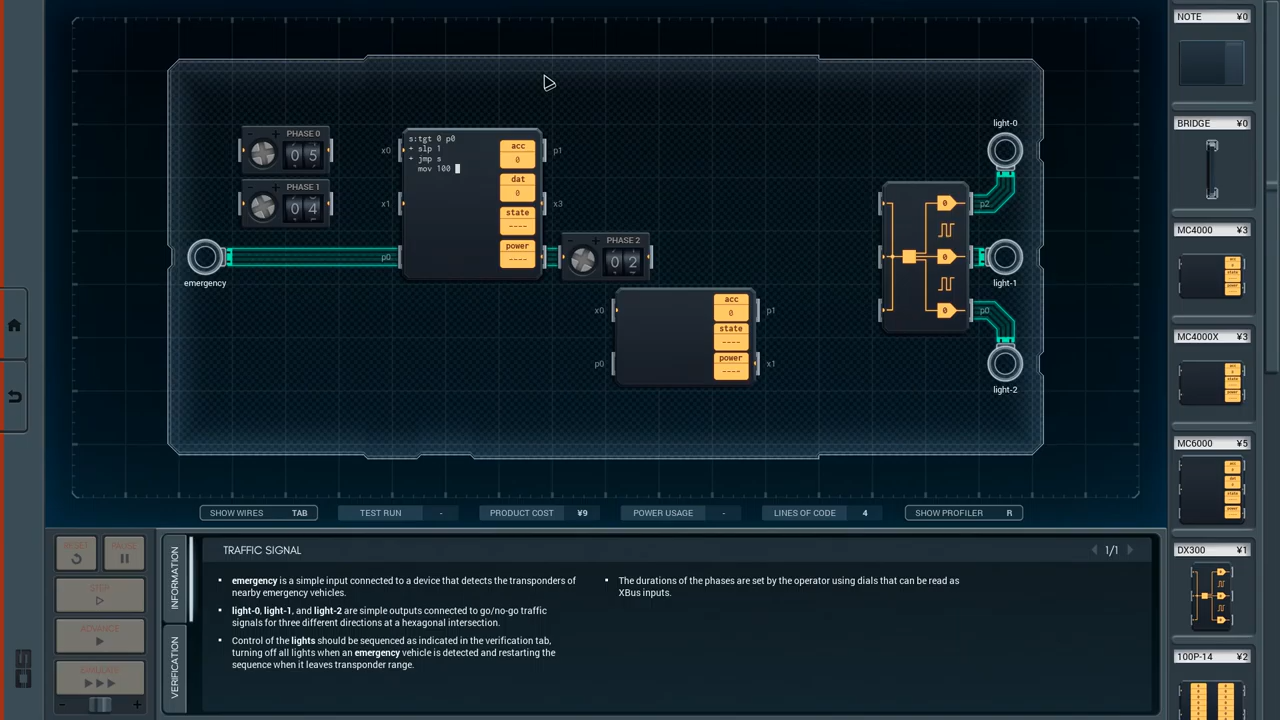 PHASE 0
0 5
PHASE 1
0 4
emergency
x0
x1
p0
s:tgt 0 p0
+ slp 1
+ jmp s
mov 100
acc
0
dat
0
state
----
power
----
p1
x3
PHASE 2
0 2
x0
p0
acc
0
state
----
power
----
p1
x1
0
0
0
p2
p0
light-0
light-1
light-2
SHOW WIRES TAB
TEST RUN -
PRODUCT COST ¥9
POWER USAGE -
LINES OF CODE 4
SHOW PROFILER R
RESET
PAUSE
STEP
ADVANCE
SIMULATE
- +
INFORMATION
VERIFICATION
TRAFFIC SIGNAL
1/1
▪ emergency is a simple input connected to a device that detects the transponders of
nearby emergency vehicles.
▪ light-0, light-1, and light-2 are simple outputs connected to go/no-go traffic
signals for three different directions at a hexagonal intersection.
▪ Control of the lights should be sequenced as indicated in the verification tab,
turning off all lights when an emergency vehicle is detected and restarting the
sequence when it leaves transponder range.
▪ The durations of the phases are set by the operator using dials that can be read as
XBus inputs.
NOTE ¥0
BRIDGE ¥0
MC4000 ¥3
MC4000X ¥3
MC6000 ¥5
DX300 ¥1
100P-14 ¥2